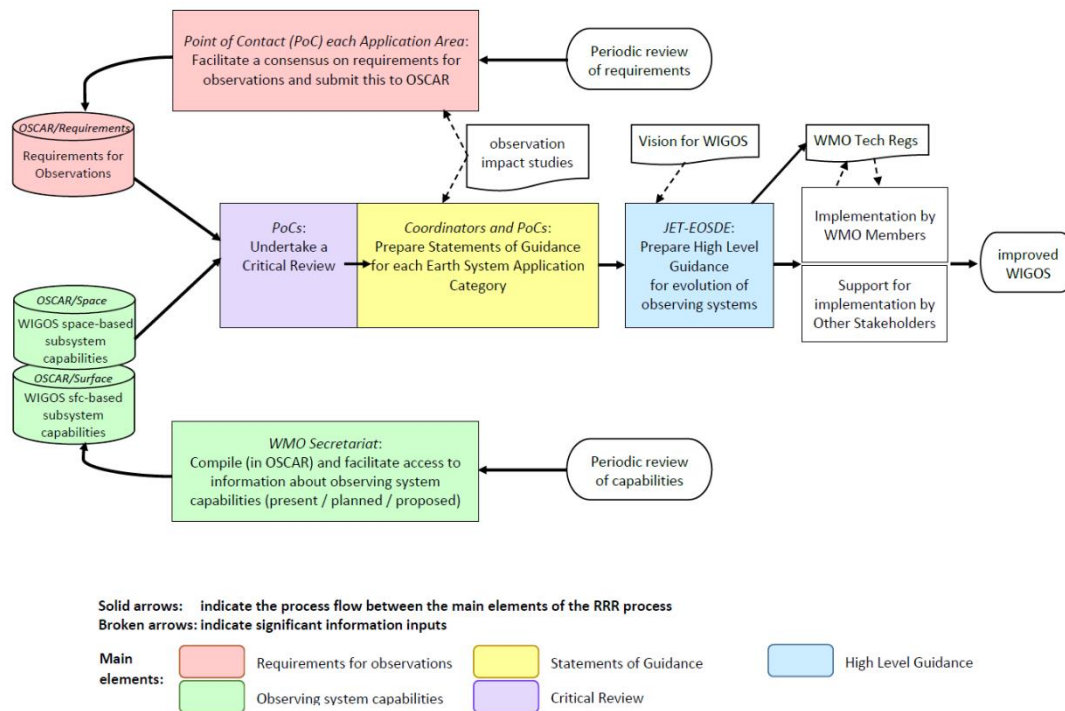 Point of Contact (PoC) each Application Area:
Facilitate a consensus on requirements for
observations and submit this to OSCAR
Periodic review
of requirements
OSCAR/Requirements
Requirements for
Observations
observation
impact studies
Vision for WIGOS
WMO Tech Regs
PoCs:
Undertake a
Critical Review
Coordinators and PoCs:
Prepare Statements of Guidance
for each Earth System Application
Category
JET-EOSDE:
Prepare High Level
Guidance
for evolution of
observing systems
Implementation by
WMO Members
Support for
implementation by
Other Stakeholders
improved
WIGOS
OSCAR/Space
WIGOS space-based
subsystem
capabilities
OSCAR/Surface
WIGOS sfc-based
subsystem
capabilities
WMO Secretariat:
Compile (in OSCAR) and facilitate access to
information about observing system
capabilities (present / planned / proposed)
Periodic review
of capabilities
Solid arrows: indicate the process flow between the main elements of the RRR process
Broken arrows: indicate significant information inputs
Main
elements:
Requirements for observations
Statements of Guidance
High Level Guidance
Observing system capabilities
Critical Review